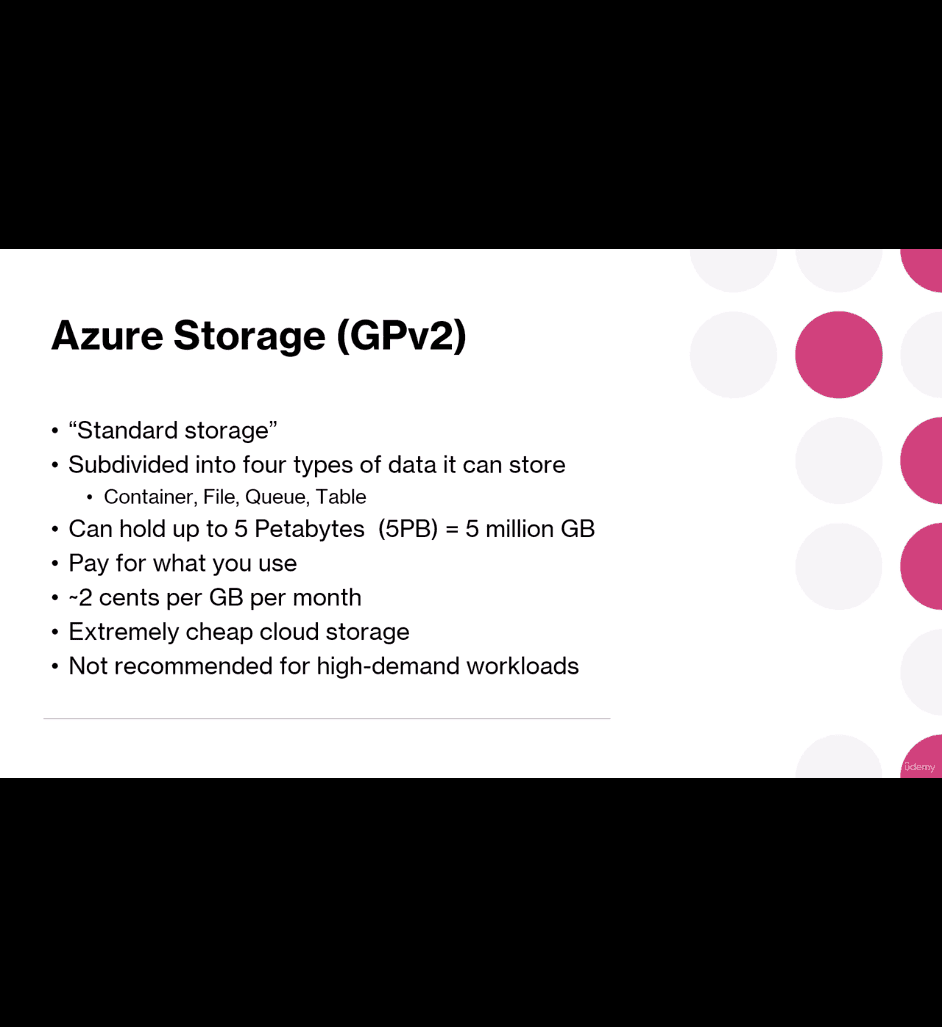 Azure Storage (GPv2)
• “Standard storage”
• Subdivided into four types of data it can store
• Container, File, Queue, Table
• Can hold up to 5 Petabytes  (5PB) = 5 million GB
• Pay for what you use
• ~2 cents per GB per month
• Extremely cheap cloud storage
• Not recommended for high-demand workloads
ûdemy